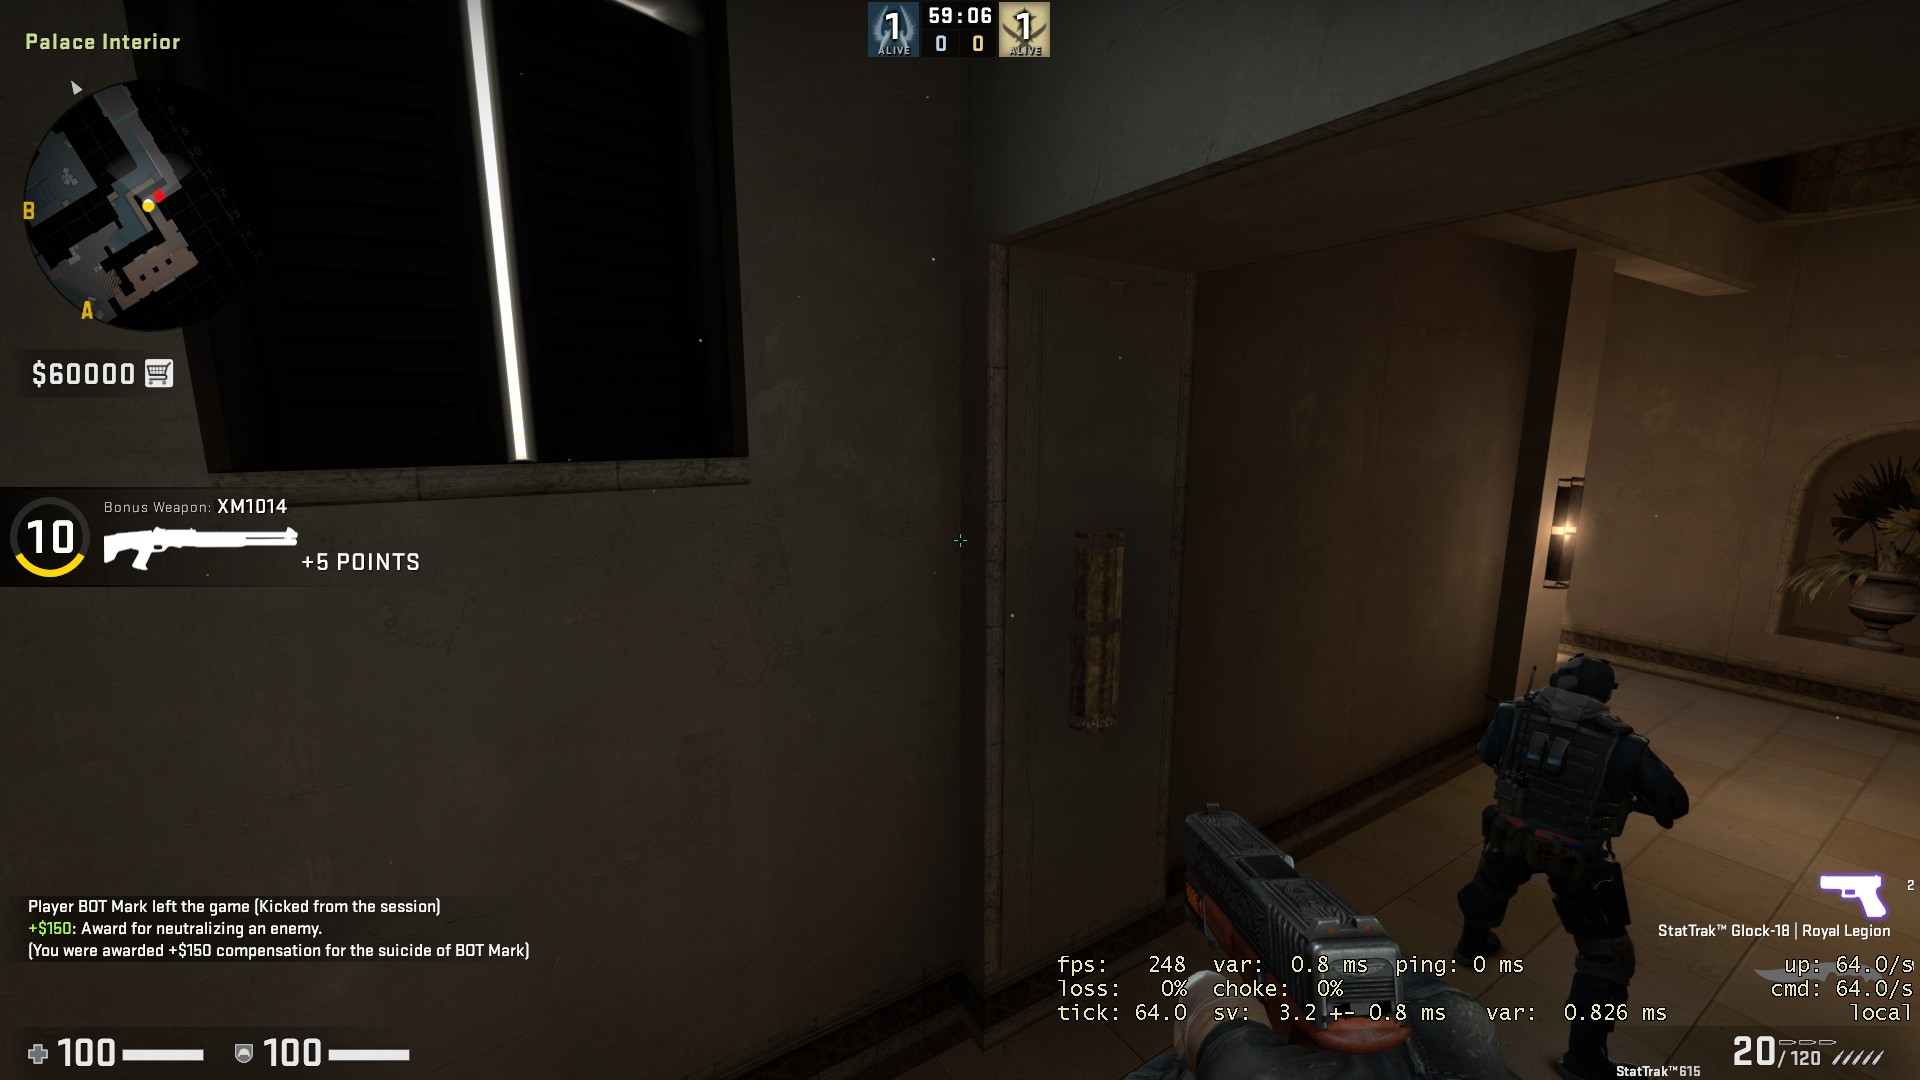 Palace Interior
1
ALIVE
59:06
0 0
1
ALIVE
B
A
$60000
10
Bonus Weapon: XM1014
+5 POINTS
Player BOT Mark left the game (Kicked from the session)
+$150: Award for neutralizing an enemy.
(You were awarded +$150 compensation for the suicide of BOT Mark)
100
100
2
StatTrak™ Glock-18 | Royal Legion
fps: 248 var: 0.8 ms ping: 0 ms
loss: 0% choke: 0%
tick: 64.0 sv: 3.2 +- 0.8 ms var: 0.826 ms
up: 64.0/s
cmd: 64.0/s
local
20/120
StatTrak™615